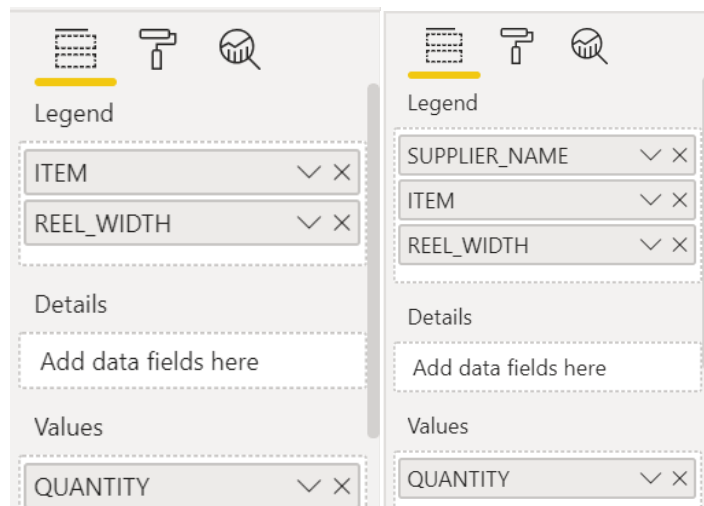 Legend
ITEM
REEL_WIDTH
Details
Add data fields here
Values
QUANTITY
Legend
SUPPLIER_NAME
ITEM
REEL_WIDTH
Details
Add data fields here
Values
QUANTITY